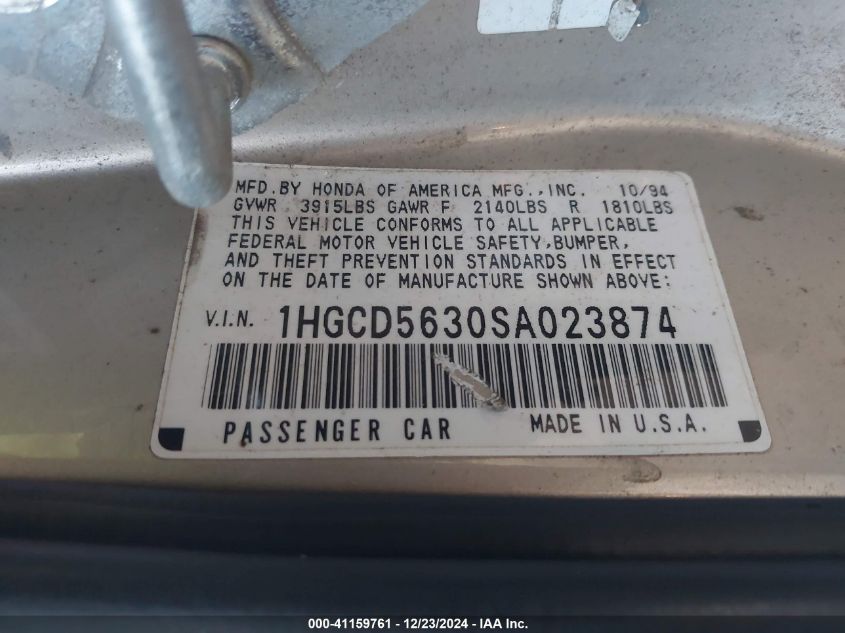 MFD.BY HONDA OF AMERICA MFG.,INC. 10/94
GVWR 3915LBS GAWR F 2140LBS R 1810LBS
THIS VEHICLE CONFORMS TO ALL APPLICABLE
FEDERAL MOTOR VEHICLE SAFETY,BUMPER,
AND THEFT PREVENTION STANDARDS IN EFFECT
ON THE DATE OF MANUFACTURE SHOWN ABOVE:
V.I.N. 1HGCD5630SA023874
PASSENGER CAR MADE IN U.S.A.
000-41159761 - 12/23/2024 - IAA Inc.